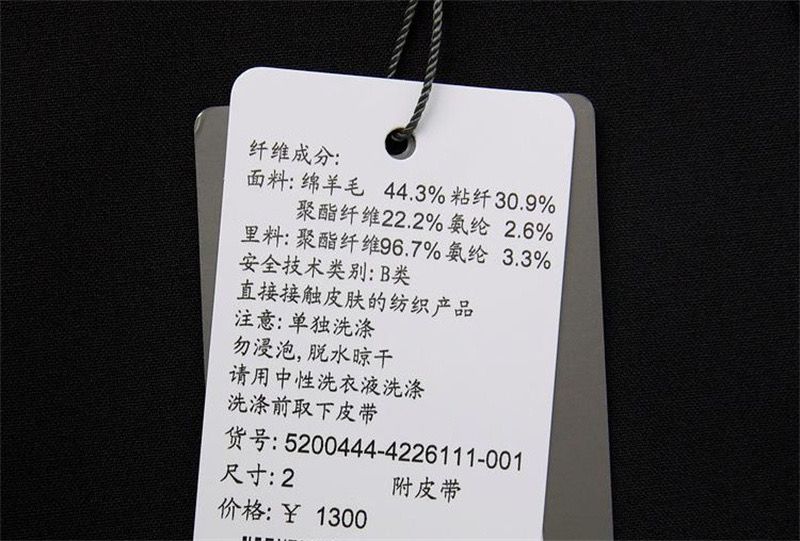 纤维成分:
面料: 绵羊毛 44.3% 粘纤 30.9%
聚酯纤维22.2% 氨纶 2.6%
里料: 聚酯纤维96.7% 氨纶 3.3%
安全技术类别: B类
直接接触皮肤的纺织产品
注意: 单独洗涤
勿浸泡, 脱水晾干
请用中性洗衣液洗涤
洗涤前取下皮带
货号: 5200444-4226111-001
尺寸: 2 附皮带
价格: ¥ 1300